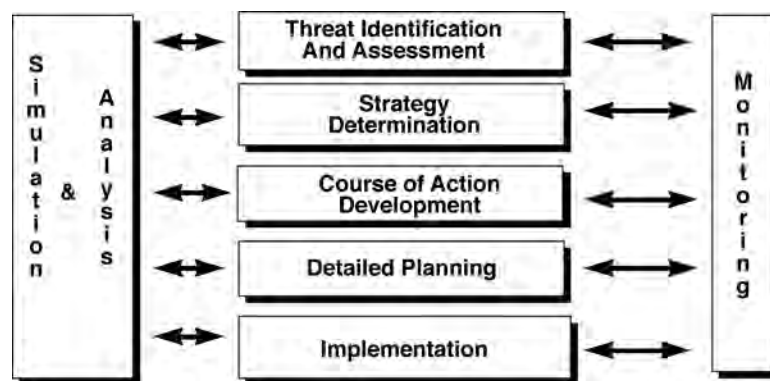 Simulation
&
Analysis
Threat Identification
And Assessment
Strategy
Determination
Course of Action
Development
Detailed Planning
Implementation
Monitoring